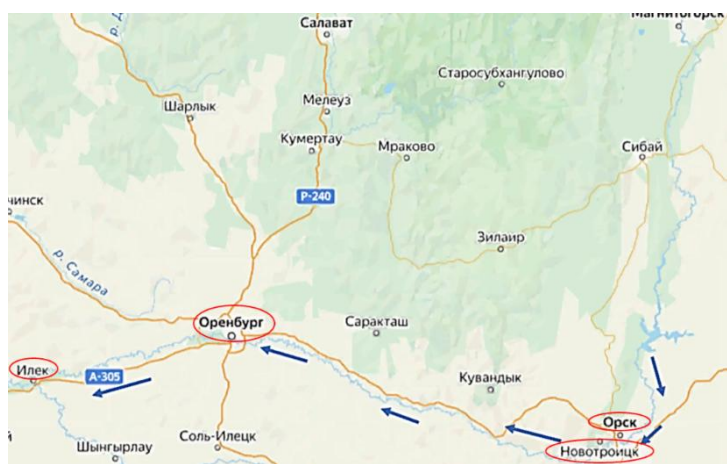 Магнитогорск
Салават
Старосубхангулово
Мелеуз
Шарлык
Кумертау
Мраково
Сибай
Р-240
чинск
Зилаир
р. Самара
Оренбург
Саракташ
Илек
А-305
Кувандык
Орск
Новотроицк
Шынгырлау
Соль-Илецк